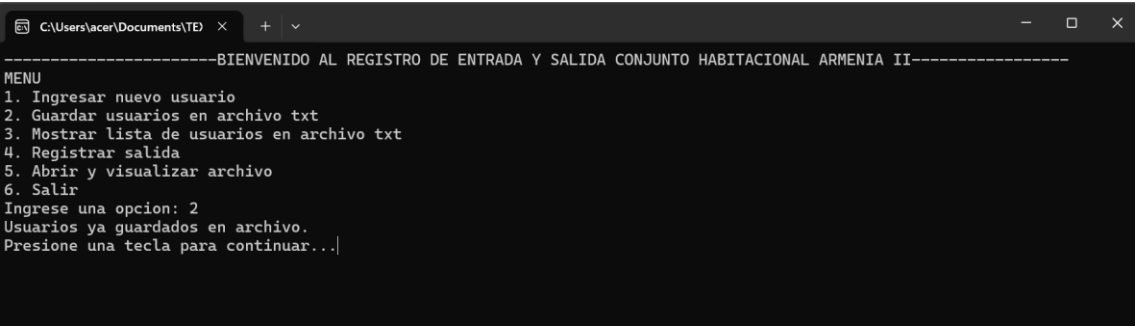 C:\Users\acer\Documents\TE)
-----------------------BIENVENIDO AL REGISTRO DE ENTRADA Y SALIDA CONJUNTO HABITACIONAL ARMENIA II-----------------
MENU
1. Ingresar nuevo usuario
2. Guardar usuarios en archivo txt
3. Mostrar lista de usuarios en archivo txt
4. Registrar salida
5. Abrir y visualizar archivo
6. Salir
Ingrese una opcion: 2
Usuarios ya guardados en archivo.
Presione una tecla para continuar...